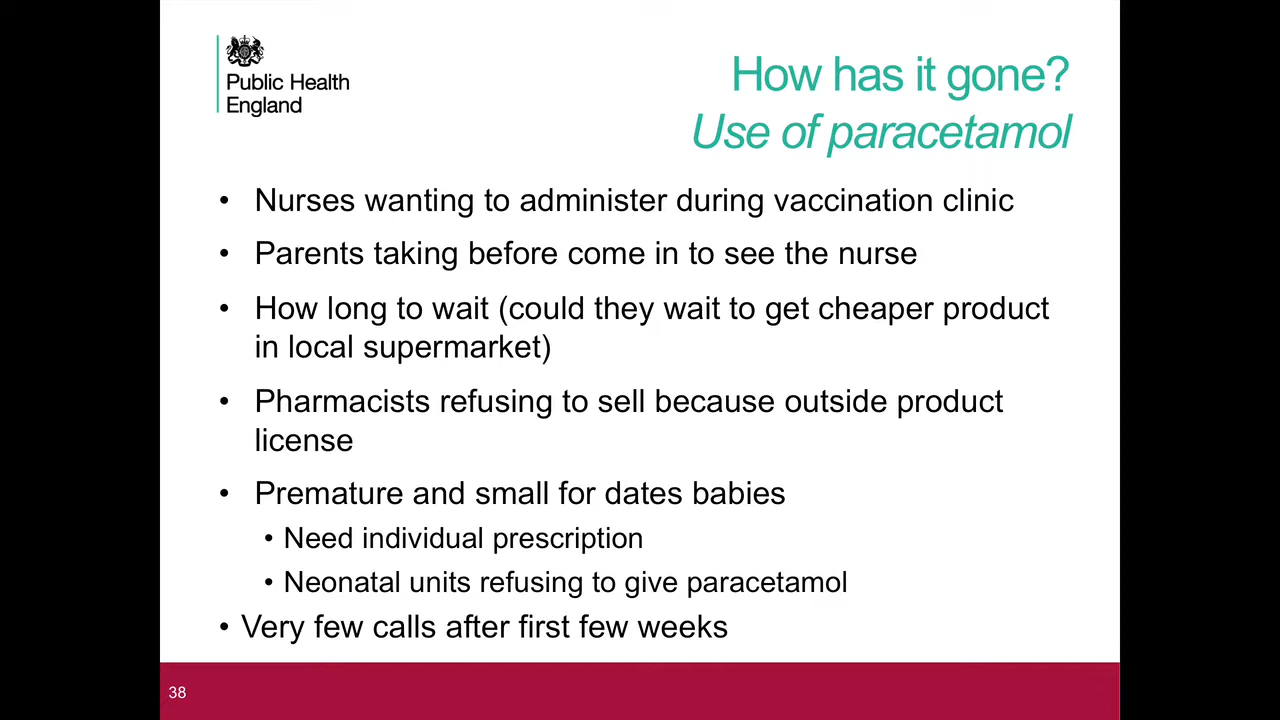 Public Health
England
How has it gone?
Use of paracetamol
• Nurses wanting to administer during vaccination clinic
• Parents taking before come in to see the nurse
• How long to wait (could they wait to get cheaper product
in local supermarket)
• Pharmacists refusing to sell because outside product
license
• Premature and small for dates babies
• Need individual prescription
• Neonatal units refusing to give paracetamol
• Very few calls after first few weeks
38